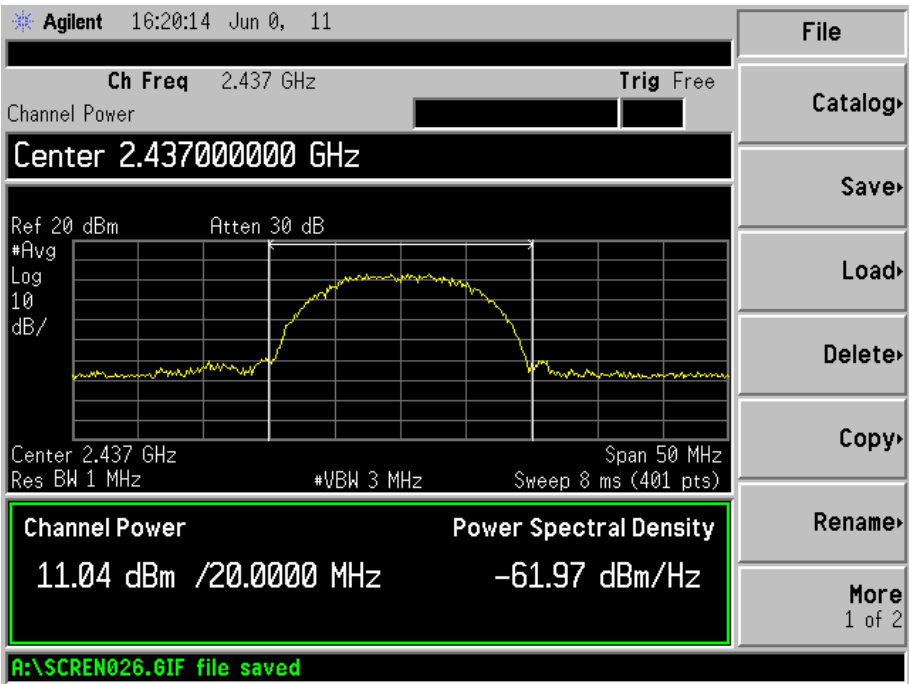 Agilent 16:20:14 Jun 0, 11
File
Ch Freq 2.437 GHz Trig Free
Channel Power
Catalog
Center 2.437000000 GHz
Save
Ref 20 dBm Atten 30 dB
#Avg
Log
10
dB/
Load
Delete
Copy
Center 2.437 GHz Span 50 MHz
Res BW 1 MHz #VBW 3 MHz Sweep 8 ms (401 pts)
Channel Power Power Spectral Density
Rename
11.04 dBm /20.0000 MHz -61.97 dBm/Hz
More
1 of 2
A:\SCREN026.GIF file saved